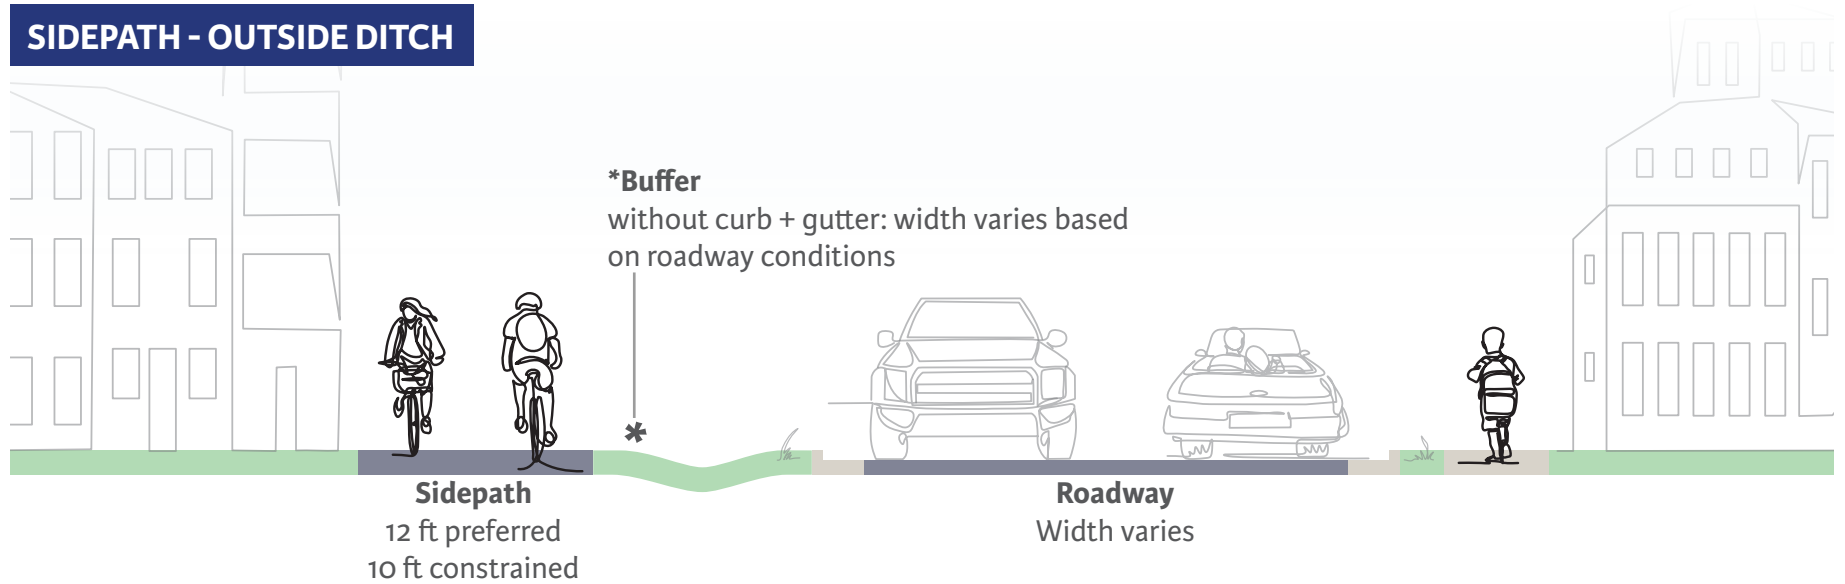 SIDEPATH - OUTSIDE DITCH
*Buffer
without curb + gutter: width varies based
on roadway conditions
*
Sidepath
12 ft preferred
10 ft constrained
Roadway
Width varies